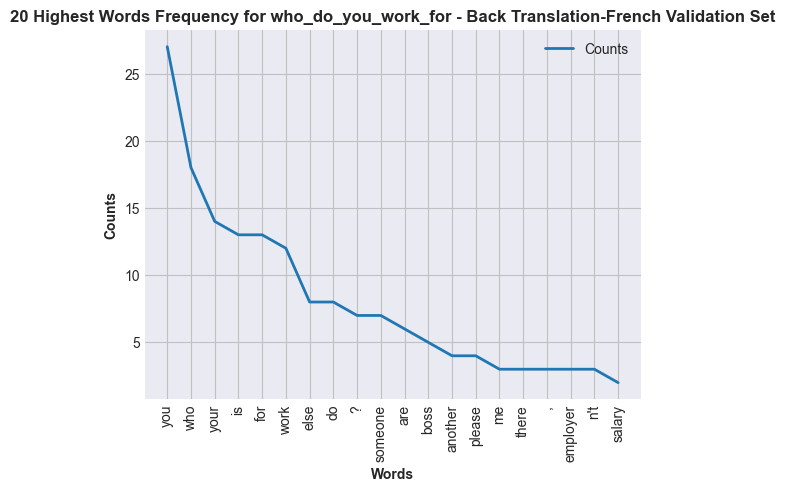 20 Highest Words Frequency for who_do_you_work_for - Back Translation-French Validation Set
Counts
25
20
15
10
5
Counts
you
who
your
is
for
work
else
do
?
someone
are
boss
another
please
me
there
,
employer
n't
salary
Words